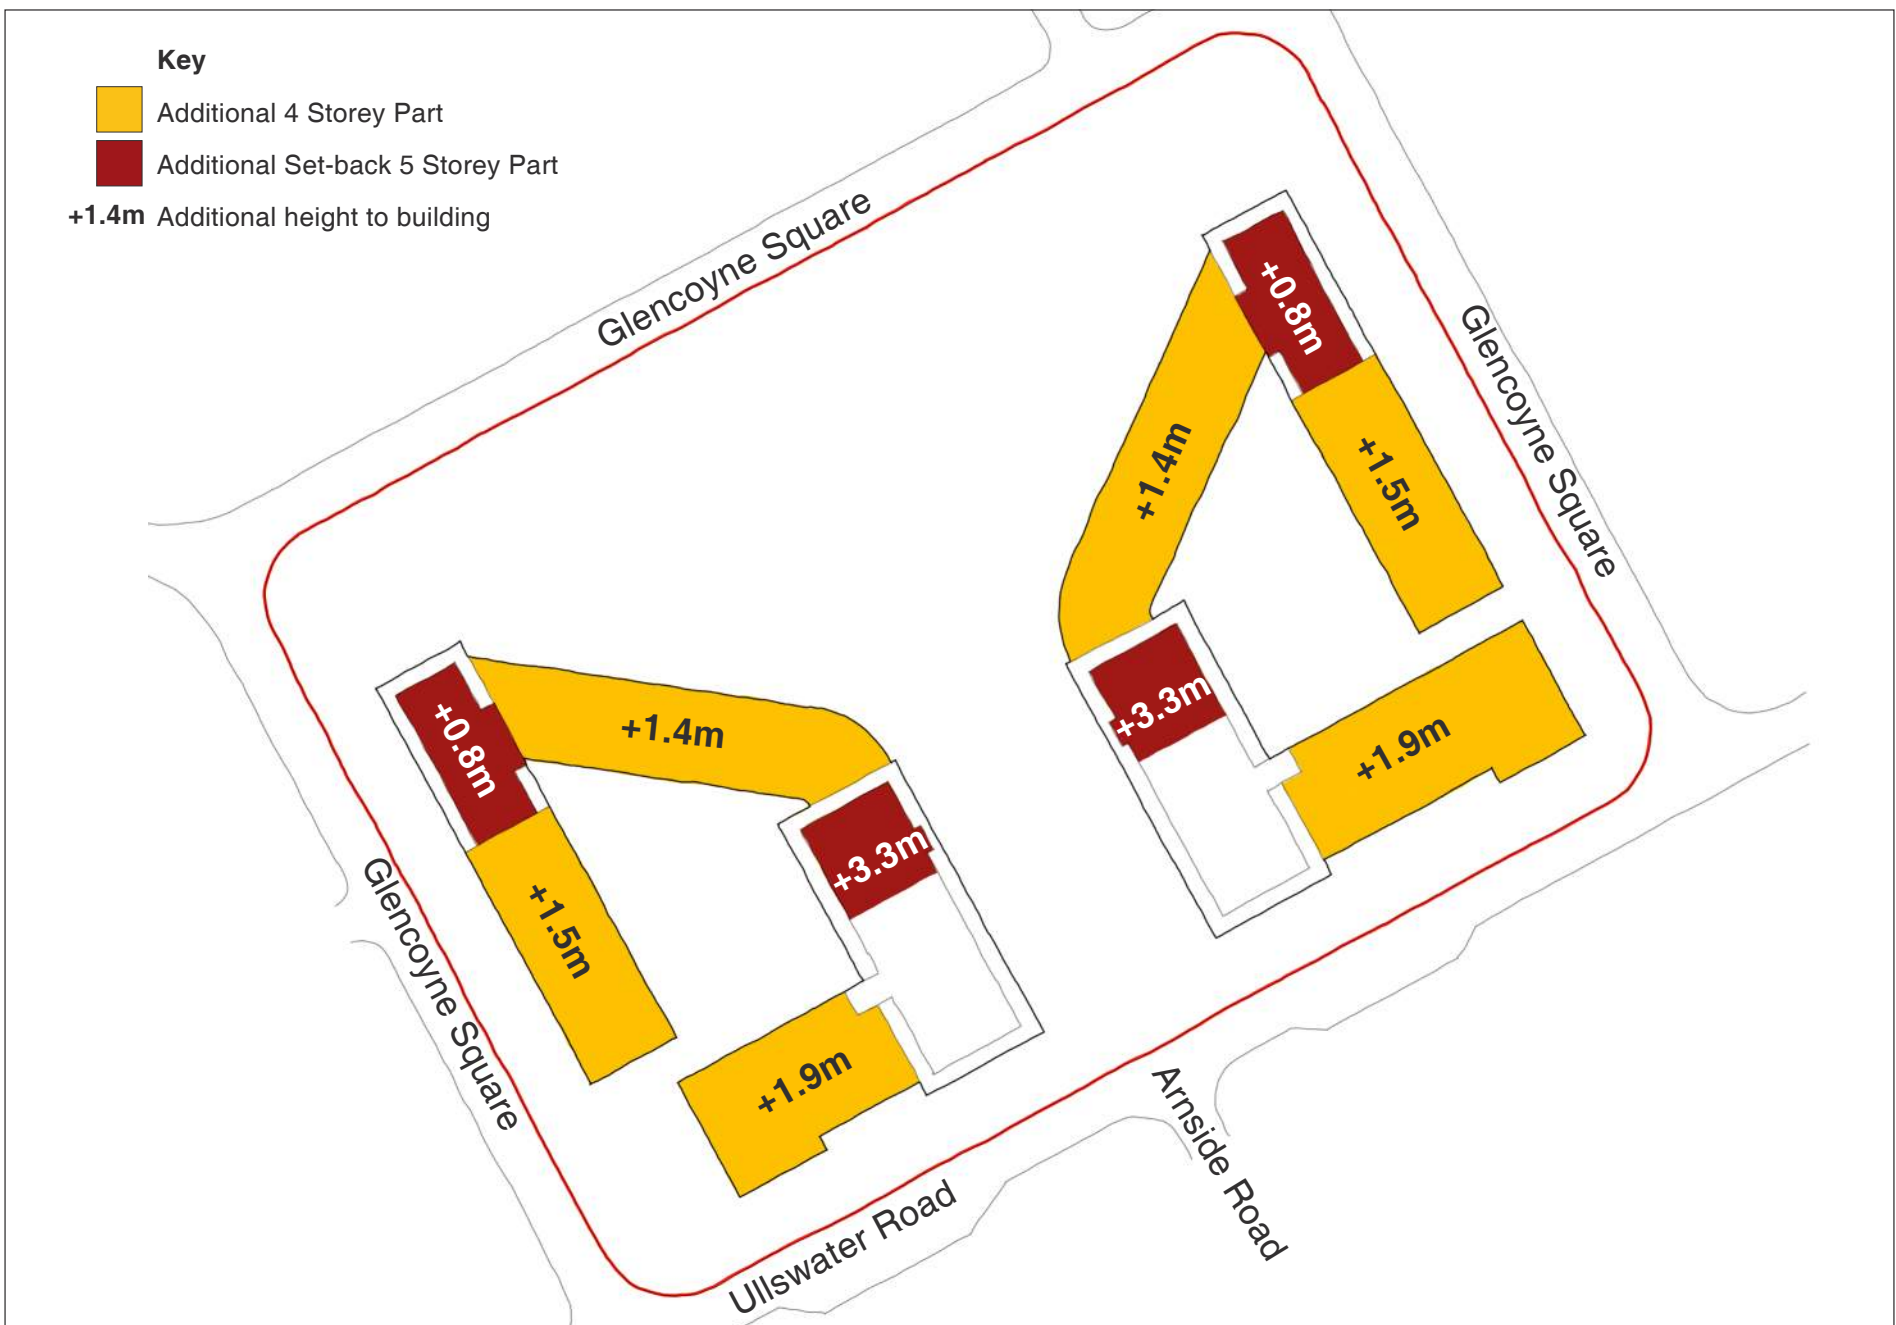 Key
Additional 4 Storey Part
Additional Set-back 5 Storey Part
+1.4m Additional height to building
Glencoyne Square
Glencoyne Square
+0.8m
+1.4m
+1.5m
+3.3m
+1.9m
+0.8m
+1.4m
+3.3m
+1.5m
+1.9m
Glencoyne Square
Ullswater Road
Arnside Road